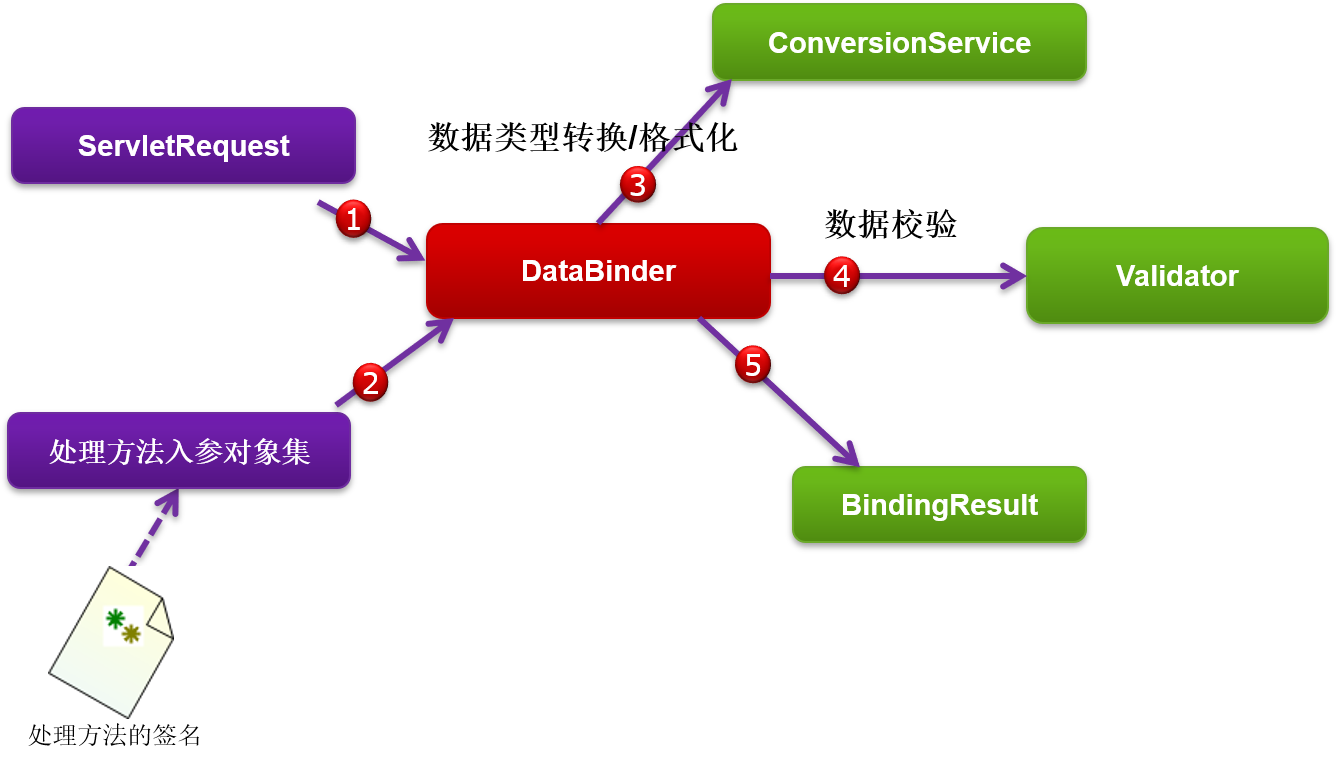 ConversionService
ServletRequest
数据类型转换/格式化
3
1
数据校验
DataBinder
4
Validator
2
5
处理方法入参对象集
BindingResult
处理方法的签名